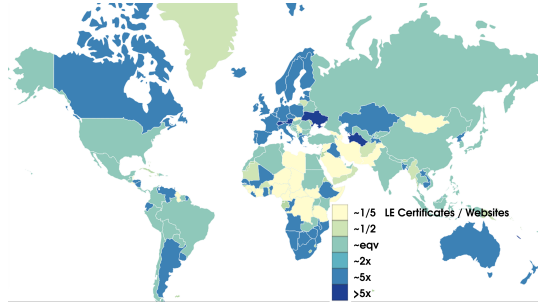 ~1/5 LE Certificates / Websites
~1/2
~eqv
~2x
~5x
>5x